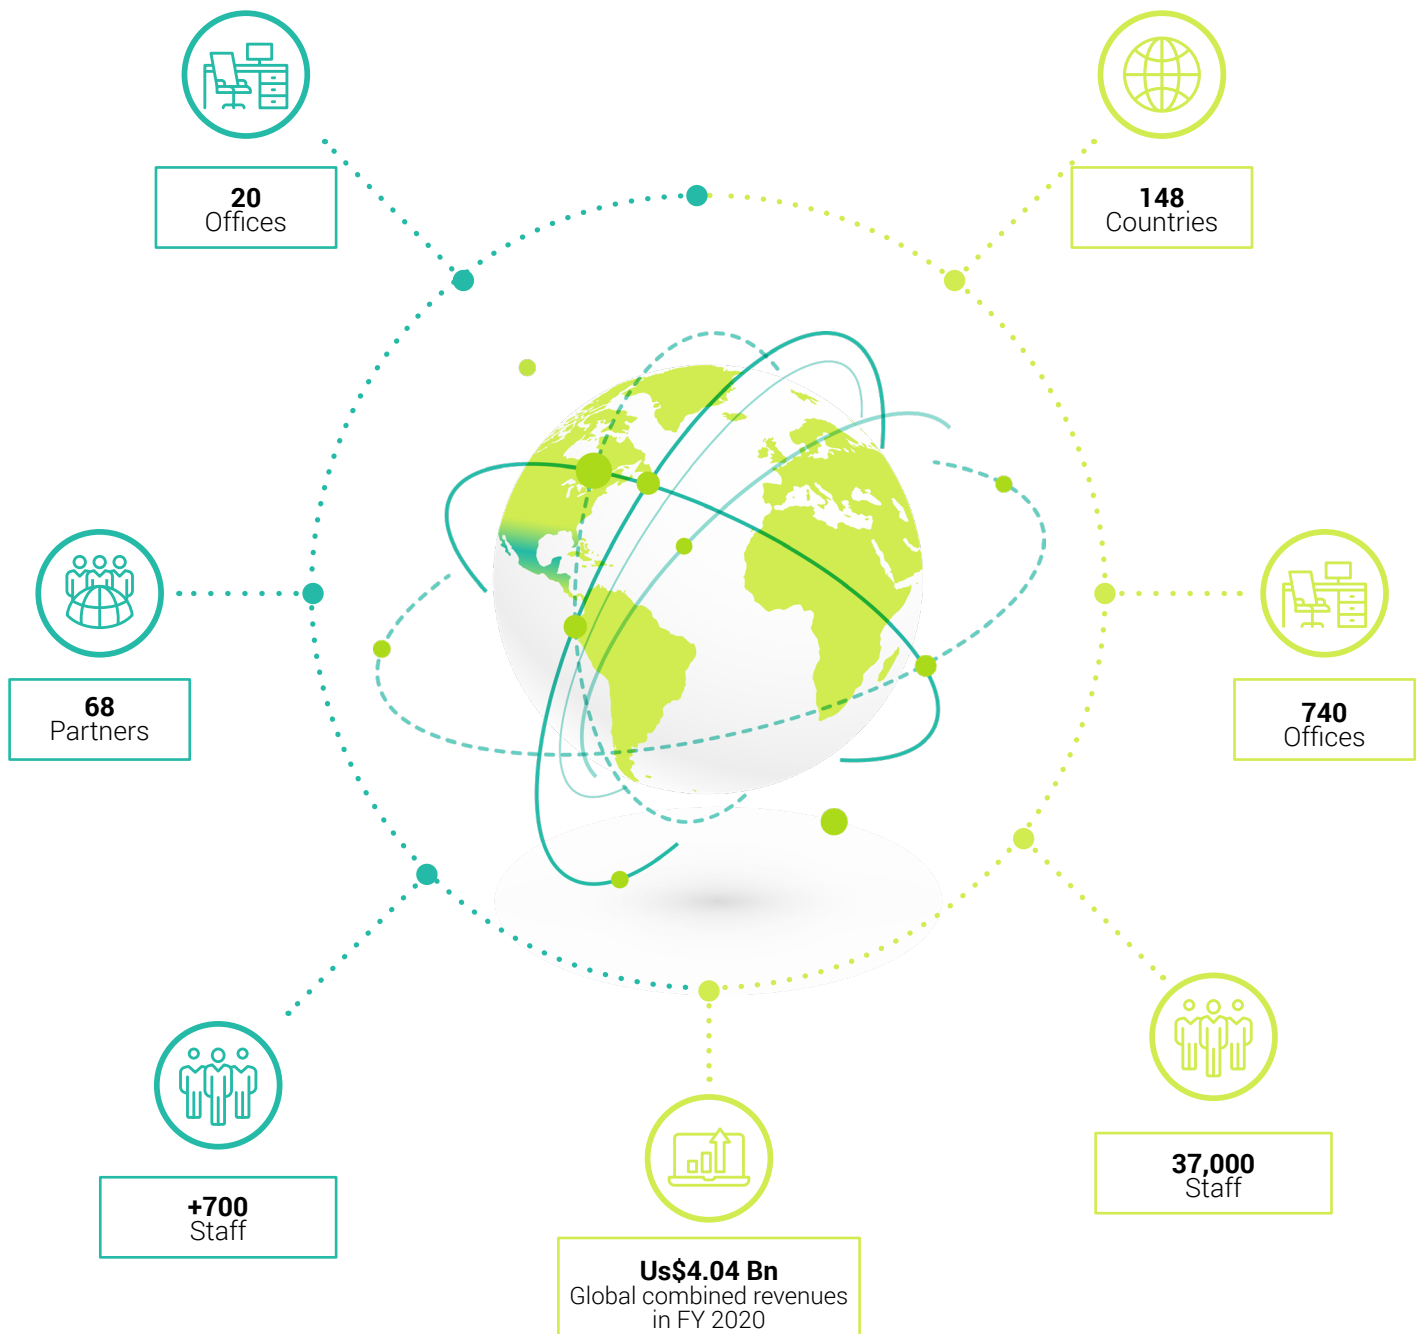 20
Offices
148
Countries
68
Partners
740
Offices
+700
Staff
37,000
Staff
Us$4.04 Bn
Global combined revenues
in FY 2020